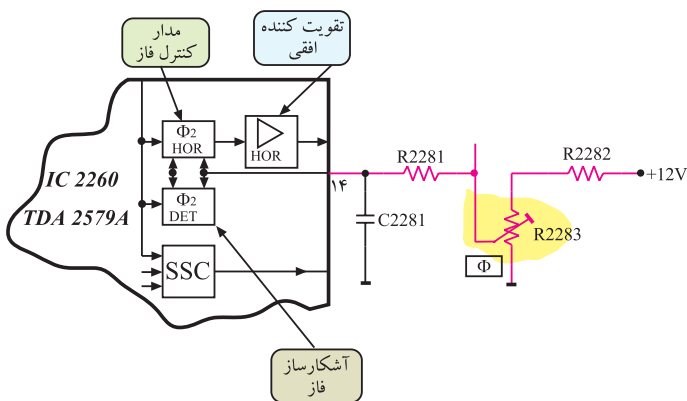 مدار
کنترل فاز
تقویت کننده
افقی
Φ2
HOR
HOR
IC 2260
TDA 2579A
Φ2
DET
SSC
۱۴
R2281
C2281
R2282
+12V
R2283
Φ
آشکارساز
فاز